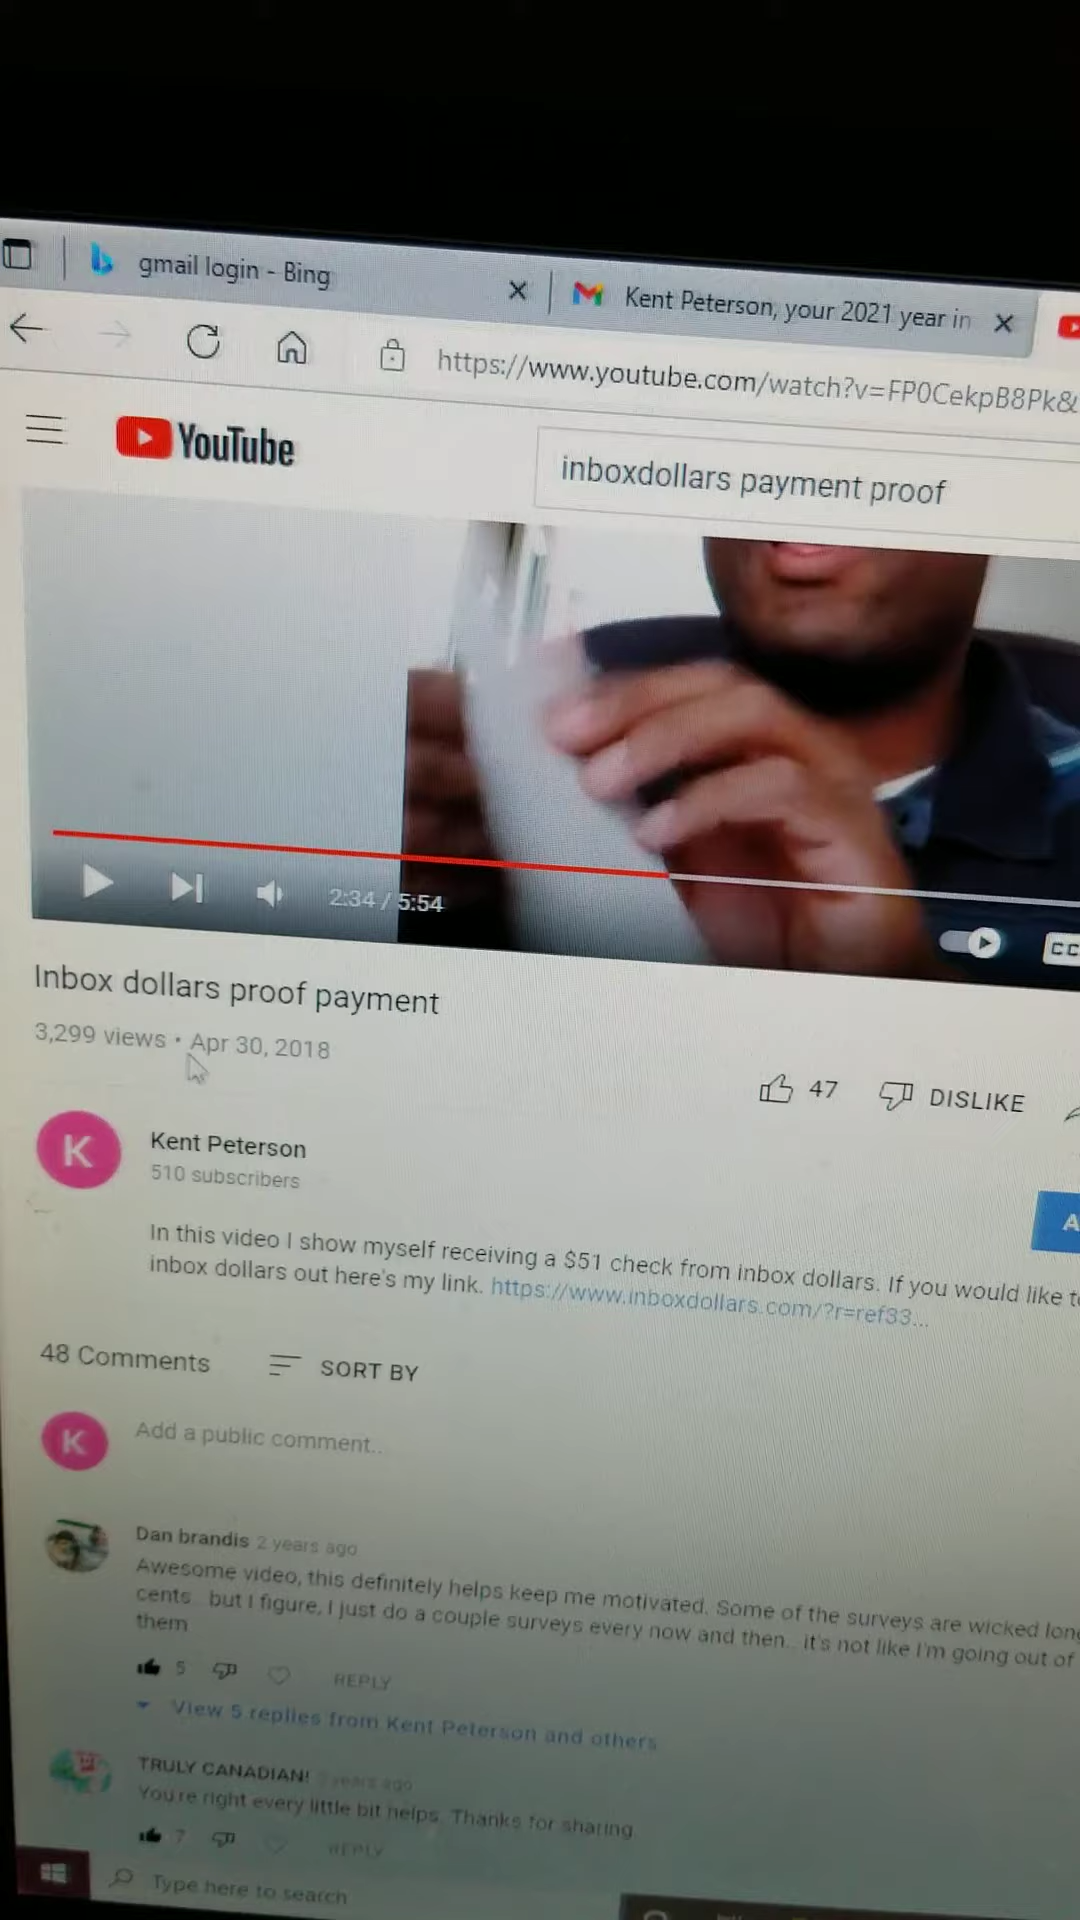 gmail login - Bing
Kent Peterson, your 2021 year in
https://www.youtube.com/watch?v=FP0CekpB8Pk&
YouTube
inboxdollars payment proof
2:34 / 5:54
CC
Inbox dollars proof payment
3,299 views • Apr 30, 2018
47 DISLIKE
K
Kent Peterson
510 subscribers
A
In this video I show myself receiving a $51 check from inbox dollars. If you would like
inbox dollars out here's my link. https://www.inboxdollars.com/?r=ref33...
48 Comments
SORT BY
K
Add a public comment...
Dan brandis 2 years ago
Awesome video, this definitely helps keep me motivated. Some of the surveys are wicked long
cents.. but I figure, I just do a couple surveys every now and then.. it's not like I'm going out of
them
5 REPLY
View 5 replies from Kent Peterson and others
TRULY CANADIAN! years ago
You're right every little bit helps. Thanks for sharing.
7 REPLY
Type here to search